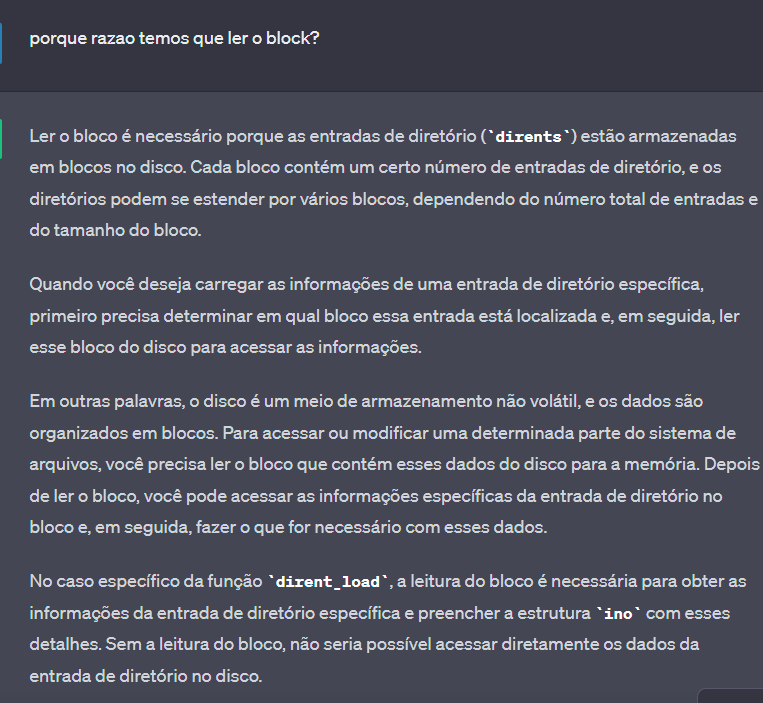 porque razao temos que ler o block?
Ler o bloco é necessário porque as entradas de diretório (`dirents`) estão armazenadas
em blocos no disco. Cada bloco contém um certo número de entradas de diretório, e os
diretórios podem se estender por vários blocos, dependendo do número total de entradas e
do tamanho do bloco.
Quando você deseja carregar as informações de uma entrada de diretório específica,
primeiro precisa determinar em qual bloco essa entrada está localizada e, em seguida, ler
esse bloco do disco para acessar as informações.
Em outras palavras, o disco é um meio de armazenamento não volátil, e os dados são
organizados em blocos. Para acessar ou modificar uma determinada parte do sistema de
arquivos, você precisa ler o bloco que contém esses dados do disco para a memória. Depois
de ler o bloco, você pode acessar as informações específicas da entrada de diretório no
bloco e, em seguida, fazer o que for necessário com esses dados.
No caso específico da função `dirent_load`, a leitura do bloco é necessária para obter as
informações da entrada de diretório específica e preencher a estrutura `ino` com esses
detalhes. Sem a leitura do bloco, não seria possível acessar diretamente os dados da
entrada de diretório no disco.